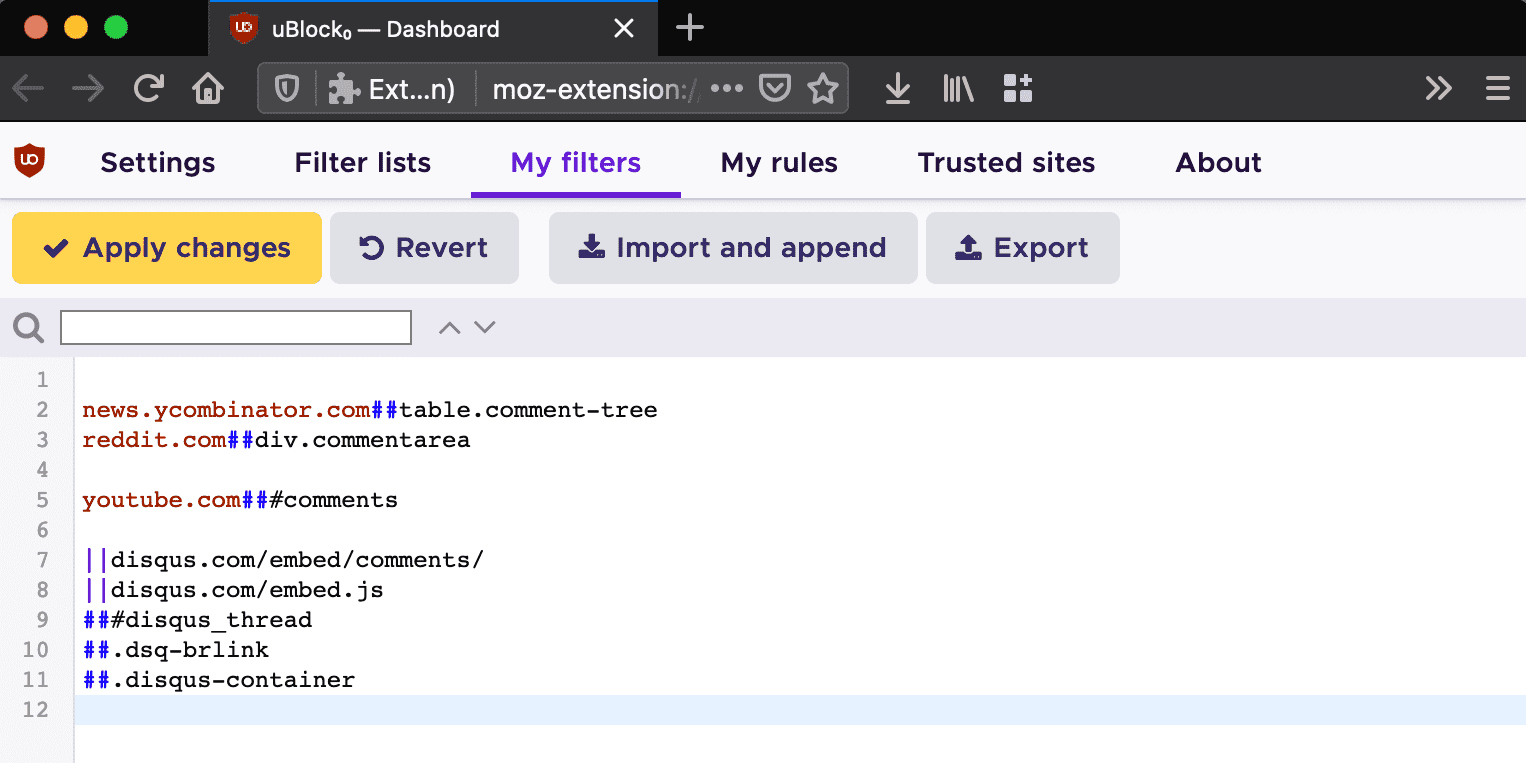 uBlock₀ — Dashboard
Ext...n) moz-extension:/
Settings Filter lists My filters My rules Trusted sites About
Apply changes Revert Import and append Export
1
2 news.ycombinator.com##table.comment-tree
3 reddit.com##div.commentarea
4
5 youtube.com###comments
6
7 ||disqus.com/embed/comments/
8 ||disqus.com/embed.js
9 ###disqus_thread
10 ##.dsq-brlink
11 ##.disqus-container
12